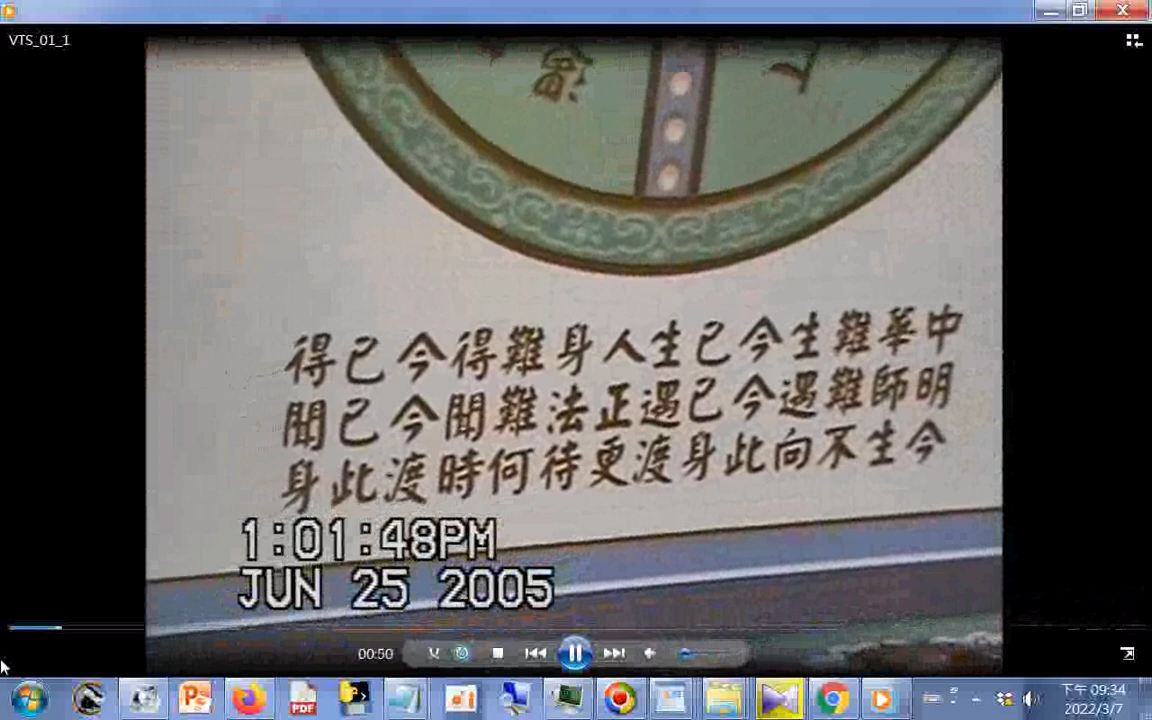 VTS_01_1
中華難生今已生人身難得今已得
明師難遇今已遇正法難聞今已聞
今生不向此身渡更待何時渡此身
1:01:48PM
JUN 25 2005
00:50
PDF
下午 09:34
2022/3/7